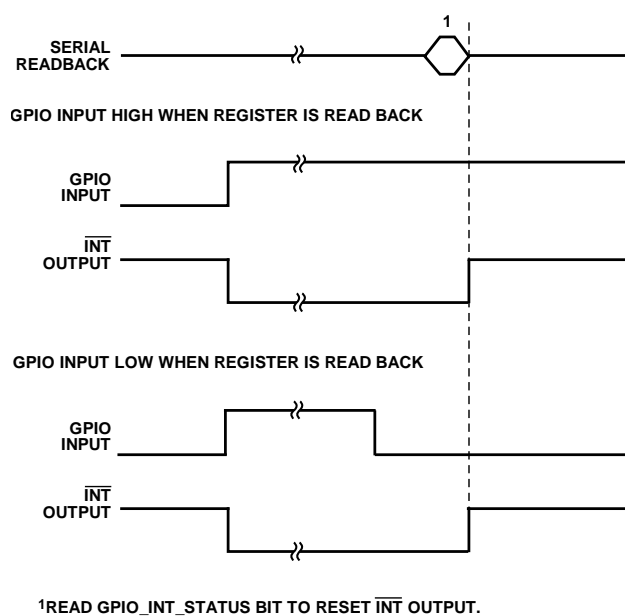 1
SERIAL
READBACK
GPIO INPUT HIGH WHEN REGISTER IS READ BACK
GPIO
INPUT
INT
OUTPUT
GPIO INPUT LOW WHEN REGISTER IS READ BACK
GPIO
INPUT
INT
OUTPUT
1READ GPIO_INT_STATUS BIT TO RESET INT OUTPUT.